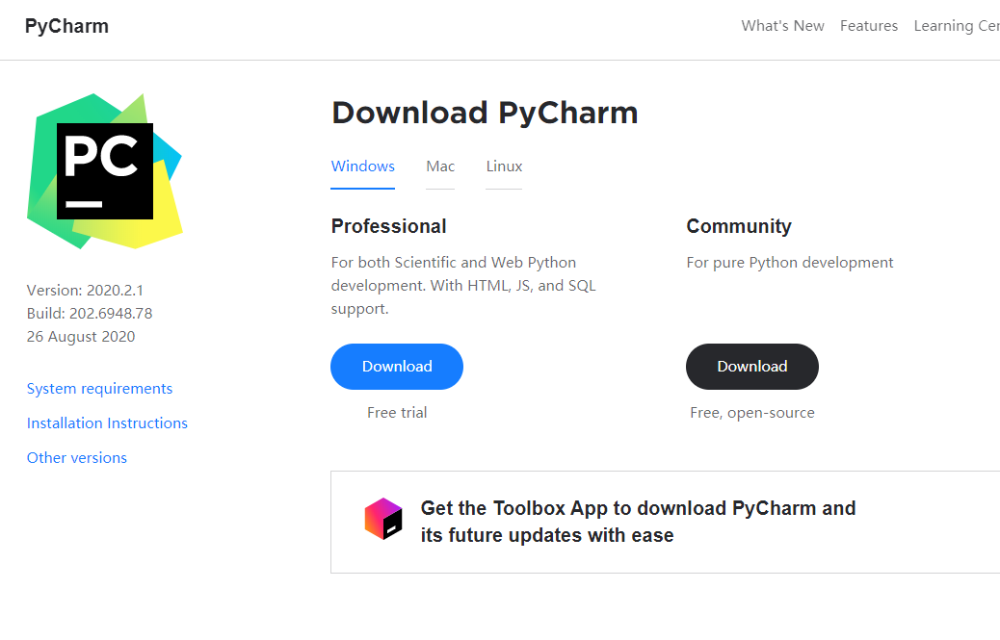 PyCharm
What's New Features Learning
PC
Version: 2020.2.1
Build: 202.6948.78
26 August 2020
System requirements
Installation Instructions
Other versions
Download PyCharm
Windows Mac Linux
Professional
For both Scientific and Web Python
development. With HTML, JS, and SQL
support.
Download
Free trial
Community
For pure Python development
Download
Free, open-source
Get the Toolbox App to download PyCharm and
its future updates with ease